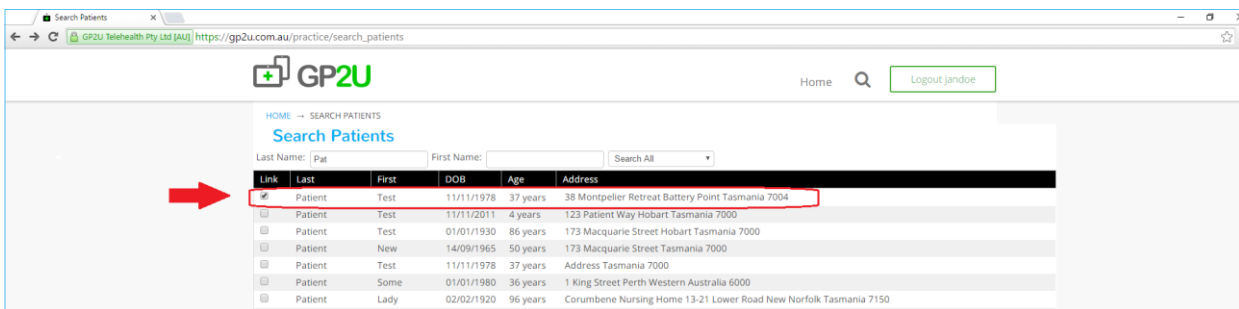 Search Patients
GP2U Telehealth Pty Ltd [AU] https://gp2u.com.au/practice/search_patients
GP2U Home Logout jandoe
HOME → SEARCH PATIENTS
Search Patients
Last Name: Pat First Name: Search All
Link Last First DOB Age Address
Patient Test 11/11/1978 37 years 38 Montpelier Retreat Battery Point Tasmania 7004
Patient Test 11/11/2011 4 years 123 Patient Way Hobart Tasmania 7000
Patient Test 01/01/1930 86 years 173 Macquarie Street Hobart Tasmania 7000
Patient New 14/09/1965 50 years 173 Macquarie Street Tasmania 7000
Patient Test 11/11/1978 37 years Address Tasmania 7000
Patient Some 01/01/1980 36 years 1 King Street Perth Western Australia 6000
Patient Lady 02/02/1920 96 years Corumbene Nursing Home 13-21 Lower Road New Norfolk Tasmania 7150